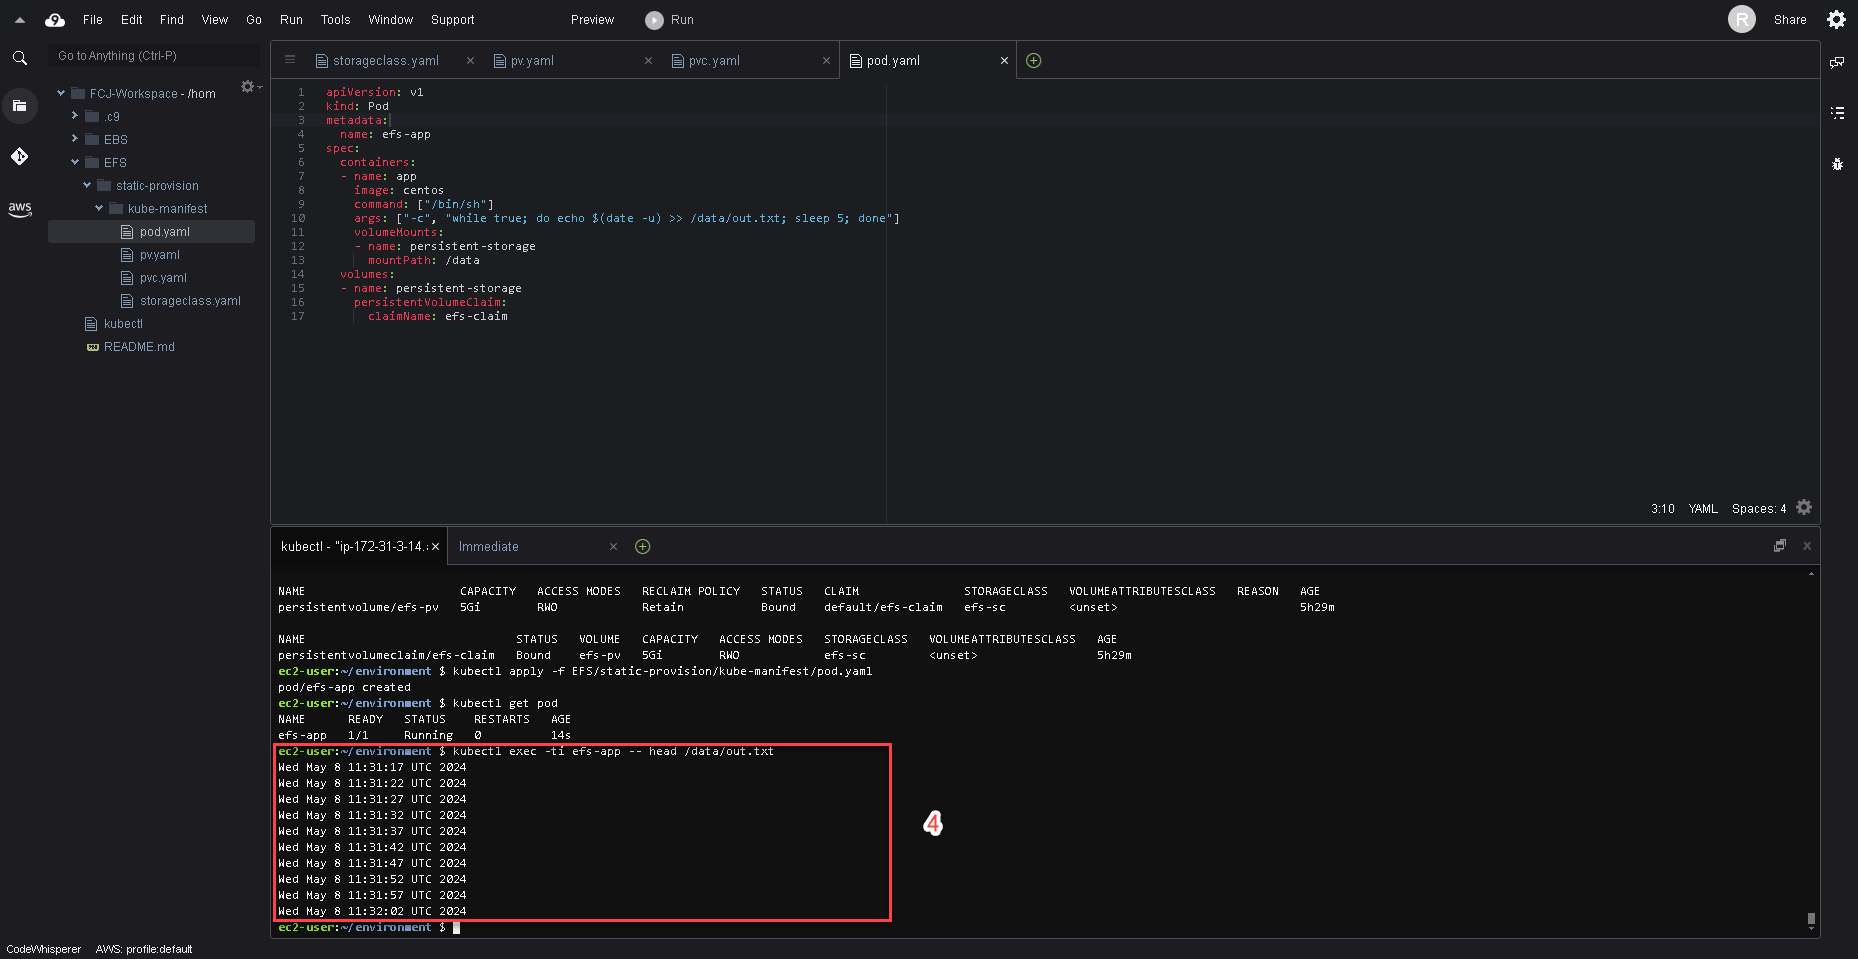 File Edit Find View Go Run Tools Window Support Preview Run R Share
Go to Anything (Ctrl-P)
FCJ-Workspace - /hom
.c9
EBS
EFS
static-provision
kube-manifest
pod.yaml
pv.yaml
pvc.yaml
storageclass.yaml
kubectl
README.md
aws
storageclass.yaml pv.yaml pvc.yaml pod.yaml
1 apiVersion: v1
2 kind: Pod
3 metadata:
4 name: efs-app
5 spec:
6 containers:
7 - name: app
8 image: centos
9 command: ["/bin/sh"]
10 args: ["-c", "while true; do echo $(date -u) >> /data/out.txt; sleep 5; done"]
11 volumeMounts:
12 - name: persistent-storage
13 mountPath: /data
14 volumes:
15 - name: persistent-storage
16 persistentVolumeClaim:
17 claimName: efs-claim
3:10 YAML Spaces: 4
kubectl - "ip-172-31-3-14. Immediate
NAME CAPACITY ACCESS MODES RECLAIM POLICY STATUS CLAIM STORAGECLASS VOLUMEATTRIBUTESCLASS REASON AGE
persistentvolume/efs-pv 5Gi RWO Retain Bound default/efs-claim efs-sc <unset> 5h29m
NAME STATUS VOLUME CAPACITY ACCESS MODES STORAGECLASS VOLUMEATTRIBUTESCLASS AGE
persistentvolumeclaim/efs-claim Bound efs-pv 5Gi RWO efs-sc <unset> 5h29m
ec2-user:~/environment $ kubectl apply -f EFS/static-provision/kube-manifest/pod.yaml
pod/efs-app created
ec2-user:~/environment $ kubectl get pod
NAME READY STATUS RESTARTS AGE
efs-app 1/1 Running 0 14s
ec2-user:~/environment $ kubectl exec -ti efs-app -- head /data/out.txt
Wed May 8 11:31:17 UTC 2024
Wed May 8 11:31:22 UTC 2024
Wed May 8 11:31:27 UTC 2024
Wed May 8 11:31:32 UTC 2024
Wed May 8 11:31:37 UTC 2024
Wed May 8 11:31:42 UTC 2024
Wed May 8 11:31:47 UTC 2024
Wed May 8 11:31:52 UTC 2024
Wed May 8 11:31:57 UTC 2024
Wed May 8 11:32:02 UTC 2024
ec2-user:~/environment $
4
CodeWhisperer AWS: profile:default